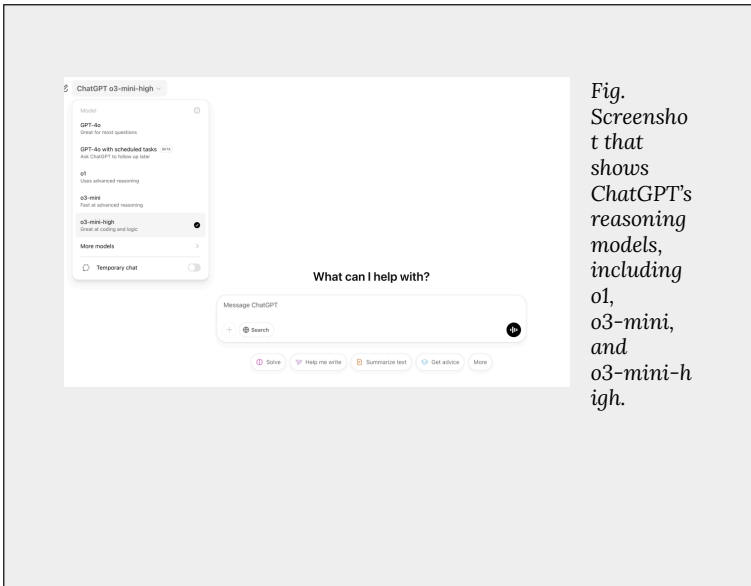 ChatGPT o3-mini-high
Model
GPT-4o
Great for most questions
GPT-4o with scheduled tasks BETA
Ask ChatGPT to follow up later
o1
Uses advanced reasoning
o3-mini
Fast at advanced reasoning
o3-mini-high
Great at coding and logic
More models
Temporary chat
What can I help with?
Message ChatGPT
Search
Solve Help me write Summarize text Get advice More
Fig.
Screensho
t that
shows
ChatGPT’s
reasoning
models,
including
o1,
o3-mini,
and
o3-mini-h
igh.